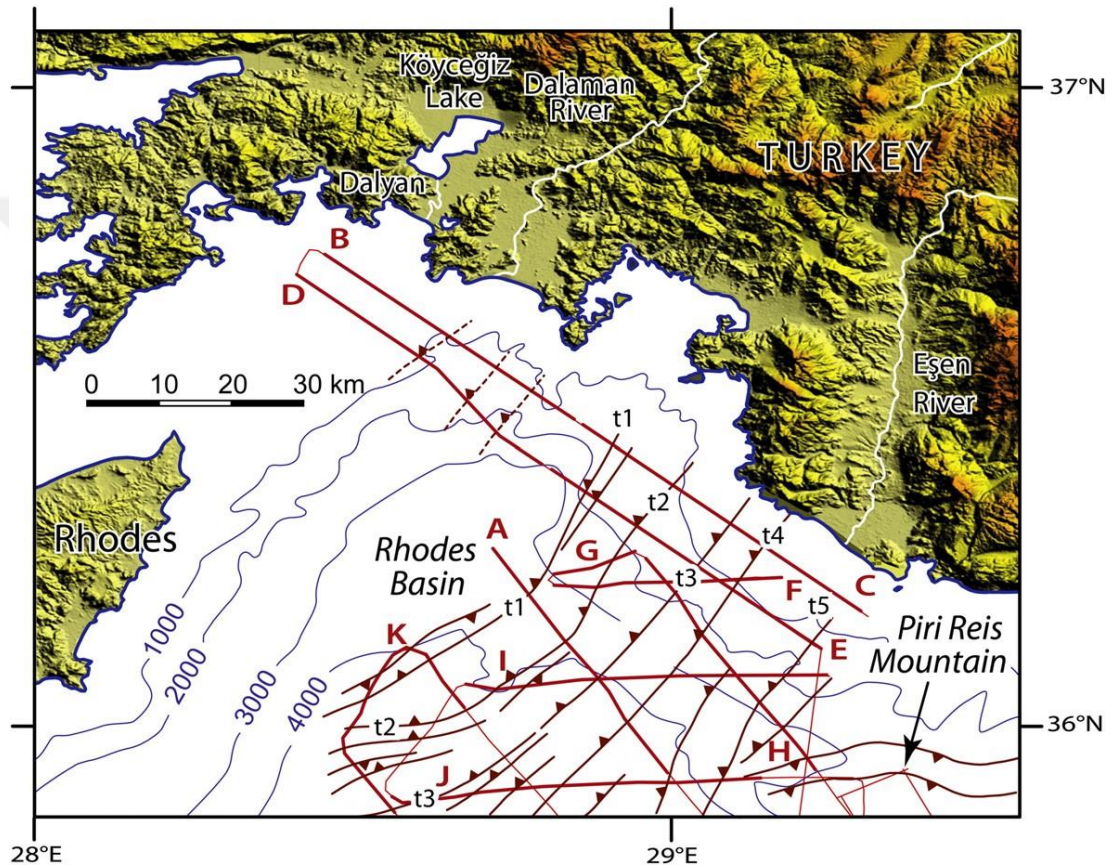 37°N
Köyceğiz
Lake
Dalaman
River
TURKEY
Dalyan
B
D
0 10 20 30 km
Eşen
River
t1
t2
t4
Rhodes
A
Rhodes
Basin
G
t3
F
C
t1
t5
K
I
E
Piri Reis
Mountain
1000
2000
3000
4000
t2
36°N
H
J
t3
28°E
29°E